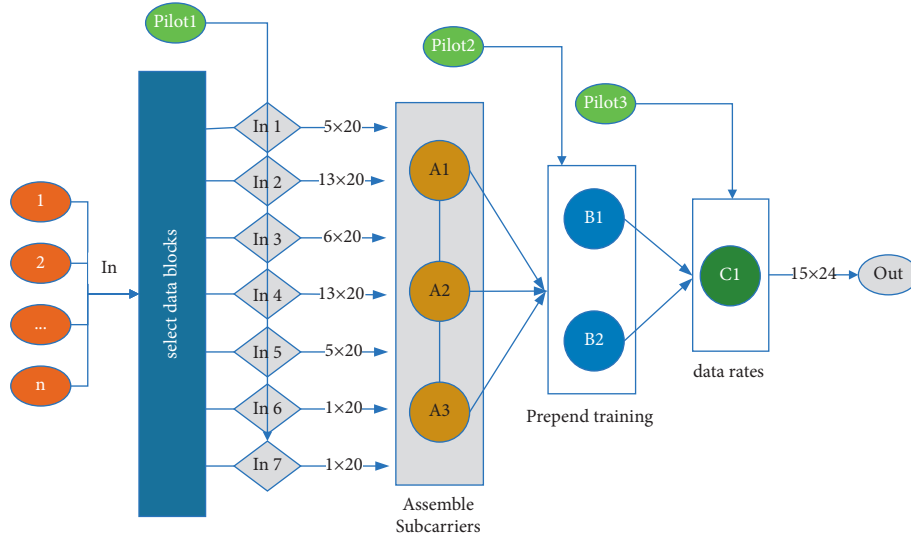 Pilot1
Pilot2
Pilot3
1
2
...
n
In
select data blocks
In 1
5×20
In 2
13×20
In 3
6×20
In 4
13×20
In 5
5×20
In 6
1×20
In 7
1×20
A1
A2
A3
Assemble
Subcarriers
B1
B2
Prepend training
C1
data rates
15×24
Out